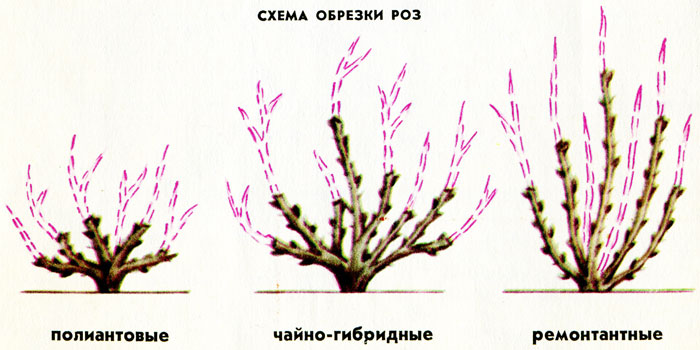 СХЕМА ОБРЕЗКИ РОЗ
полиантовые
чайно-гибридные
ремонтантные